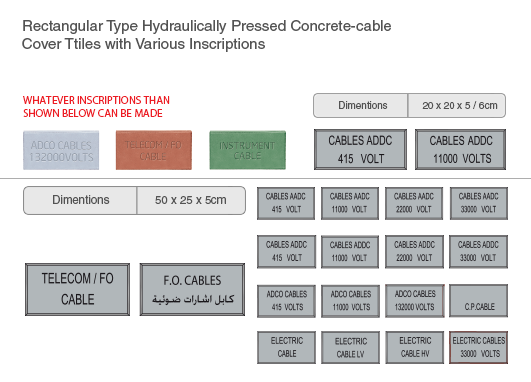 Rectangular Type Hydraulically Pressed Concrete-cable
Cover Ttiles with Various Inscriptions
WHATEVER INSCRIPTIONS THAN
SHOWN BELOW CAN BE MADE
Dimentions 20 x 20 x 5 / 6cm
ADCO CABLES
132000VOLTS
TELECOM / FO
CABLE
INSTRUMENT
CABLE
CABLES ADDC
415 VOLT
CABLES ADDC
11000 VOLTS
Dimentions 50 x 25 x 5cm
TELECOM / FO
CABLE
F.O. CABLES
كابل اشارات ضوئية
CABLES AADC
415 VOLT
CABLES AADC
11000 VOLT
CABLES AADC
22000 VOLT
CABLES AADC
33000 VOLT
CABLES ADDC
415 VOLT
CABLES ADDC
11000 VOLT
CABLES ADDC
22000 VOLT
CABLES ADDC
33000 VOLT
ADCO CABLES
415 VOLTS
ADCO CABLES
11000 VOLTS
ADCO CABLES
132000 VOLTS
C.P.CABLE
ELECTRIC
CABLE
ELECTRIC
CABLE LV
ELECTRIC
CABLE HV
ELECTRIC CABLES
33000 VOLTS